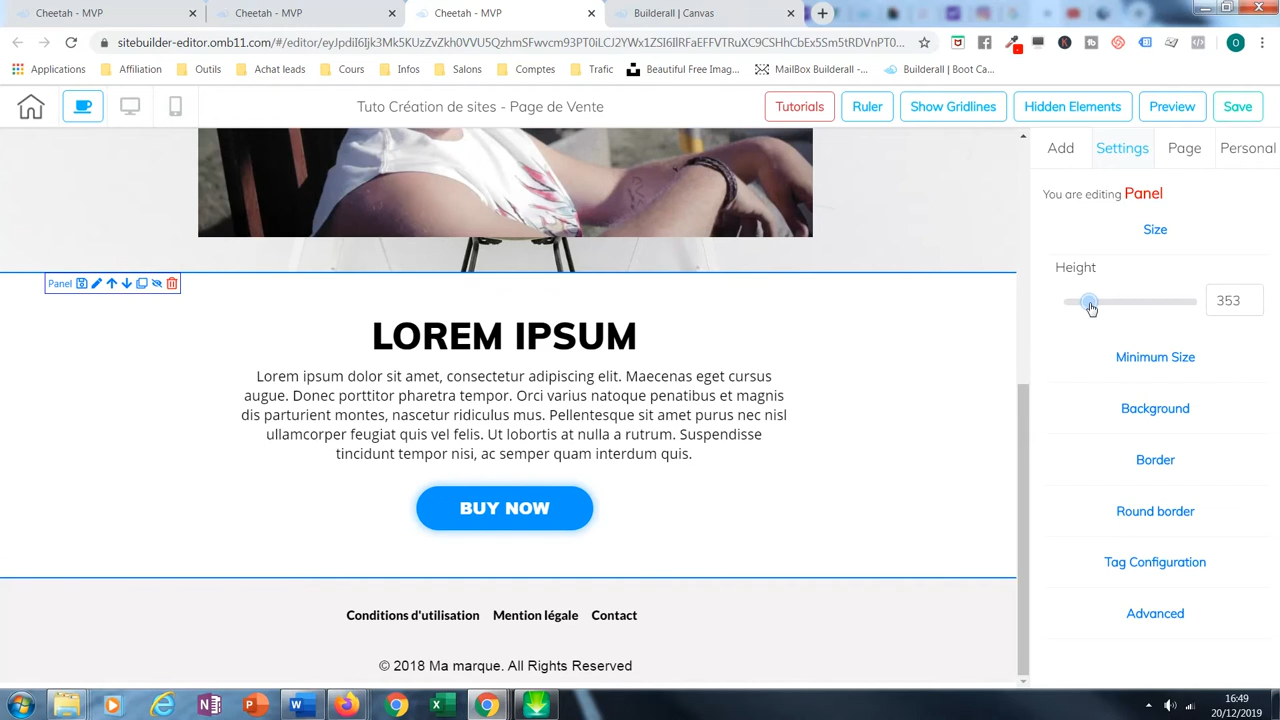 Cheetah - MVP
Cheetah - MVP
Cheetah - MVP
Builderall | Canvas
Applications
Affiliation
Outils
Achat leads
Cours
Infos
Salons
Comptes
Trafic
Beautiful Free Imag...
MailBox Builderall -...
Builderall | Boot Ca...
Tuto Création de sites - Page de Vente
Tutorials
Ruler
Show Gridlines
Hidden Elements
Preview
Save
Add
Settings
Page
Personal
You are editing Panel
Size
Height
353
Minimum Size
Background
Border
Round border
Tag Configuration
Advanced
Panel
LOREM IPSUM
Lorem ipsum dolor sit amet, consectetur adipiscing elit. Maecenas eget cursus
augue. Donec porttitor pharetra tempor. Orci varius natoque penatibus et magnis
dis parturient montes, nascetur ridiculus mus. Pellentesque sit amet purus nec nisl
ullamcorper feugiat quis vel felis. Ut lobortis at nulla a rutrum. Suspendisse
tincidunt tempor nisi, ac semper quam interdum quis.
BUY NOW
Conditions d'utilisation Mention légale Contact
© 2018 Ma marque. All Rights Reserved
16:49
20/12/2019